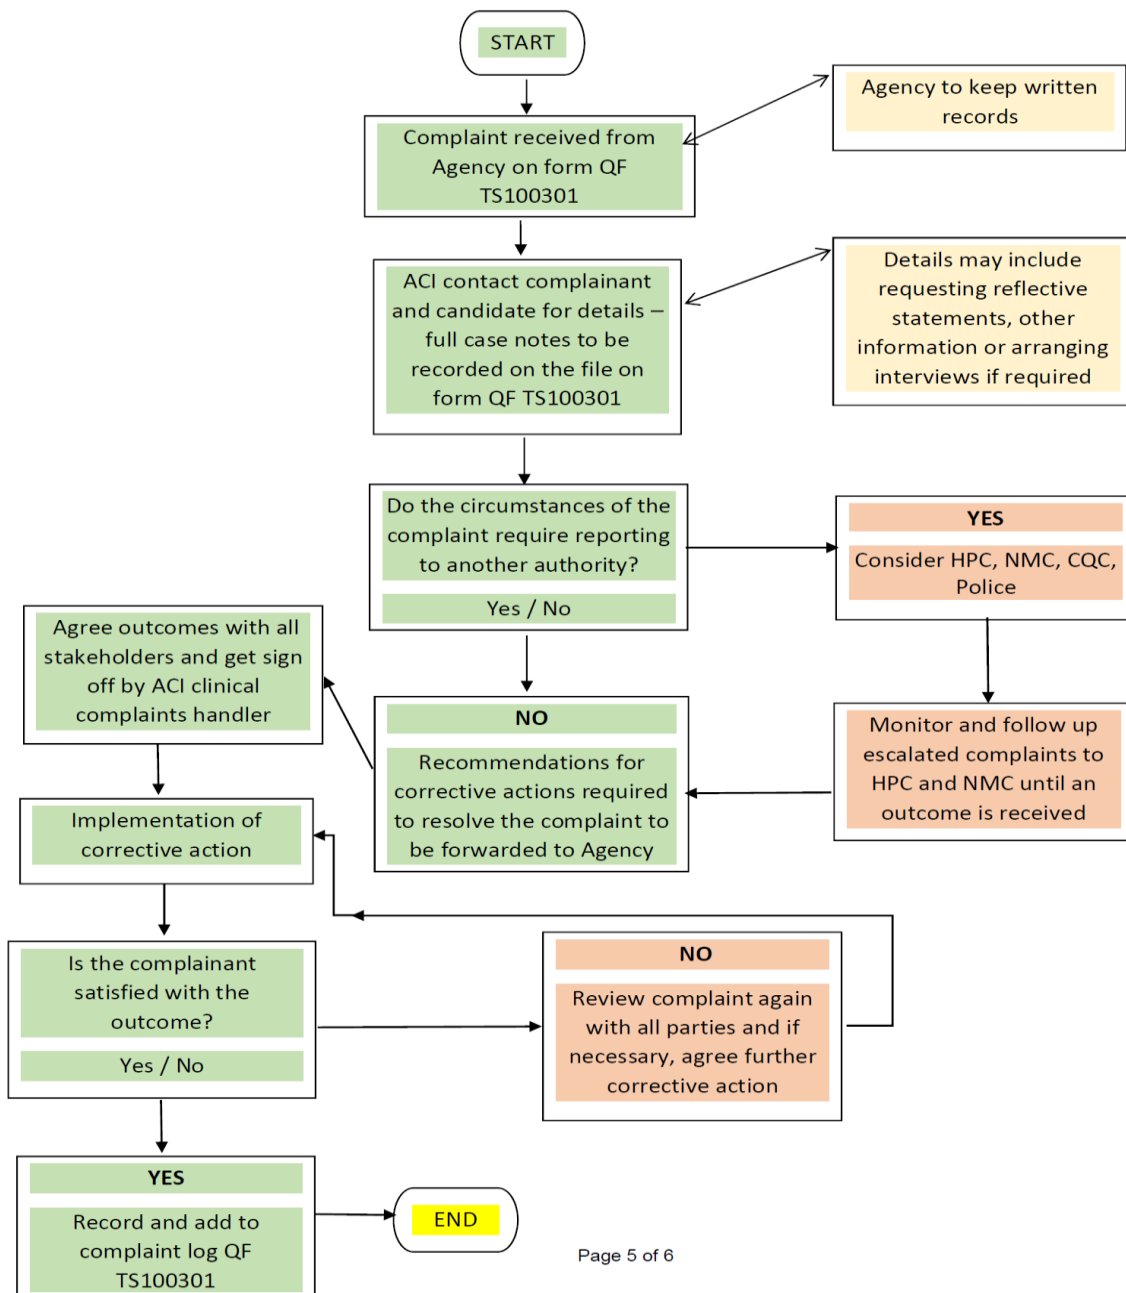 START
Agency to keep written
records
Complaint received from
Agency on form QF
TS100301
ACI contact complainant
and candidate for details –
full case notes to be
recorded on the file on
form QF TS100301
Details may include
requesting reflective
statements, other
information or arranging
interviews if required
Do the circumstances of the
complaint require reporting
to another authority?
Yes / No
YES
Consider HPC, NMC, CQC,
Police
Agree outcomes with all
stakeholders and get sign
off by ACI clinical
complaints handler
NO
Recommendations for
corrective actions required
to resolve the complaint to
be forwarded to Agency
Monitor and follow up
escalated complaints to
HPC and NMC until an
outcome is received
Implementation of
corrective action
Is the complainant
satisfied with the
outcome?
Yes / No
NO
Review complaint again
with all parties and if
necessary, agree further
corrective action
YES
Record and add to
complaint log QF
TS100301
END
Page 5 of 6